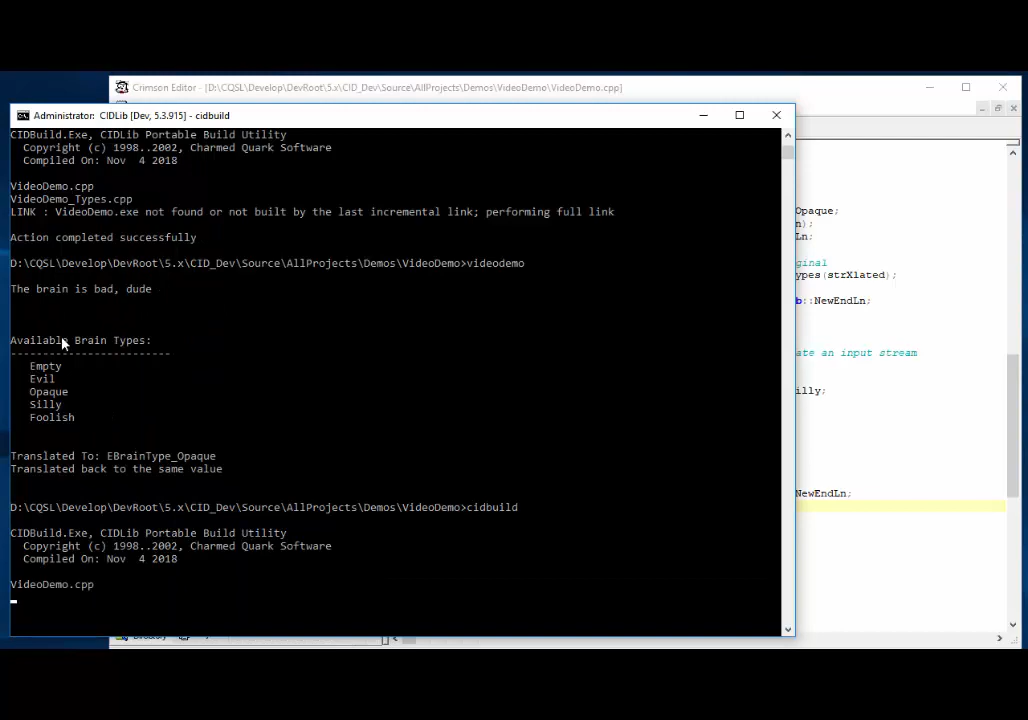 Crimson Editor - [D:\CQSL\Develop\DevRoot\5.x\CID_Dev\Source\AllProjects\Demos\VideoDemo\VideoDemo.cpp]
Administrator: CIDLib [Dev, 5.3.915] - cidbuild
CIDBuild.Exe, CIDLib Portable Build Utility
Copyright (c) 1998..2002, Charmed Quark Software
Compiled On: Nov 4 2018
VideoDemo.cpp
VideoDemo_Types.cpp
LINK : VideoDemo.exe not found or not built by the last incremental link; performing full link
Action completed successfully
D:\CQSL\Develop\DevRoot\5.x\CID_Dev\Source\AllProjects\Demos\VideoDemo>videodemo
The brain is bad, dude
Available Brain Types:
-------------------------
Empty
Evil
Opaque
Silly
Foolish
Translated To: EBrainType_Opaque
Translated back to the same value
D:\CQSL\Develop\DevRoot\5.x\CID_Dev\Source\AllProjects\Demos\VideoDemo>cidbuild
CIDBuild.Exe, CIDLib Portable Build Utility
Copyright (c) 1998..2002, Charmed Quark Software
Compiled On: Nov 4 2018
VideoDemo.cpp
Opaque;
n);
Ln;
ginal
ypes(strXlated);
b::NewEndLn;
ate an input stream
illy;
NewEndLn;